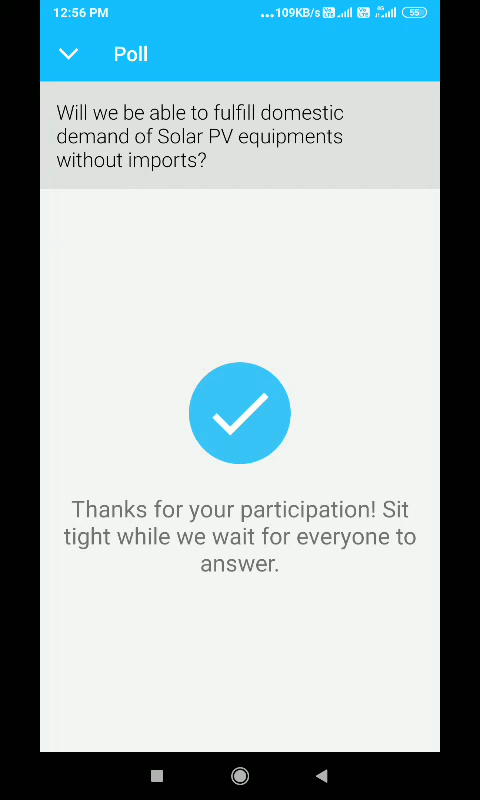 12:56 PM ...109KB/s 4G 55
Poll
Will we be able to fulfill domestic
demand of Solar PV equipments
without imports?
Thanks for your participation! Sit
tight while we wait for everyone to
answer.